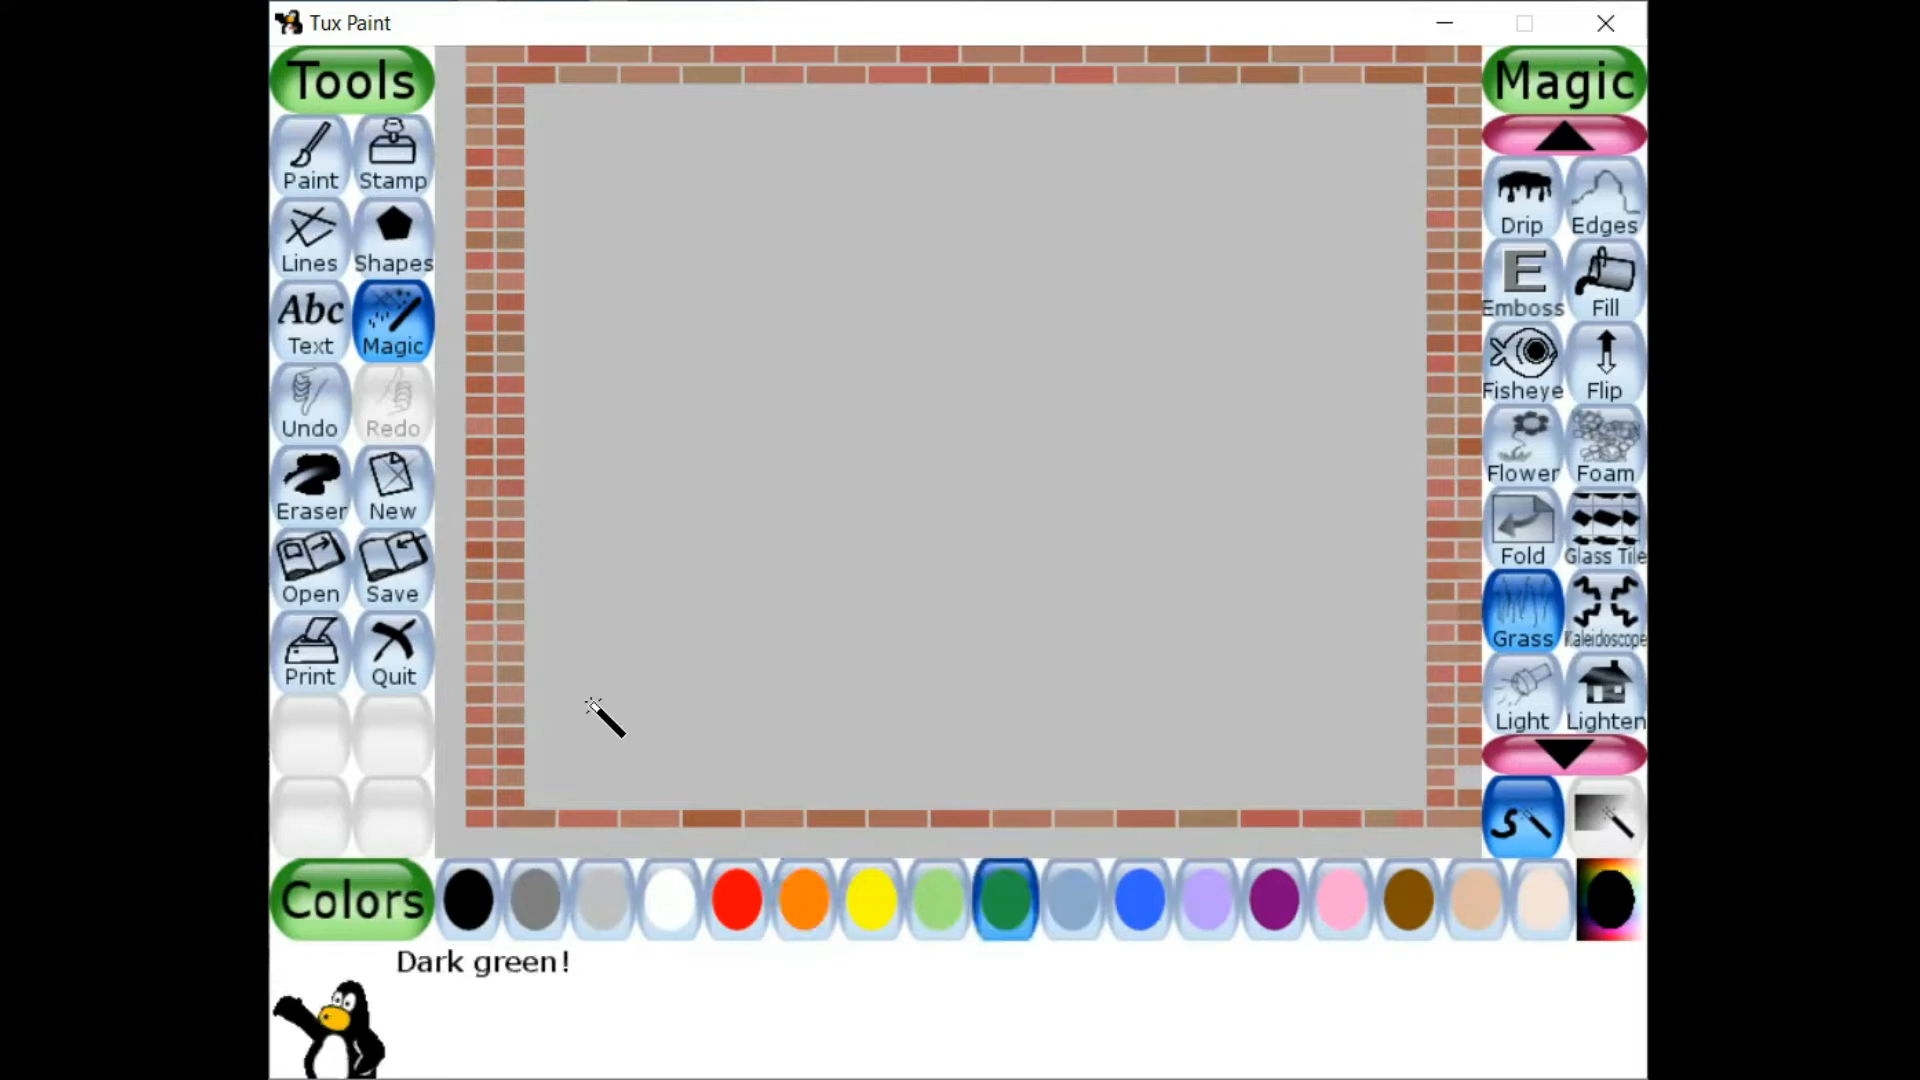 Tux Paint
Tools
Magic
Paint Stamp
Lines Shapes
Abc
Text Magic
Undo Redo
Eraser New
Open Save
Print Quit
Drip Edges
E
Emboss Fill
Fisheye Flip
Flower Foam
Fold Glass Tile
Grass Kaleidoscope
Light Lighten
Colors
Dark green!